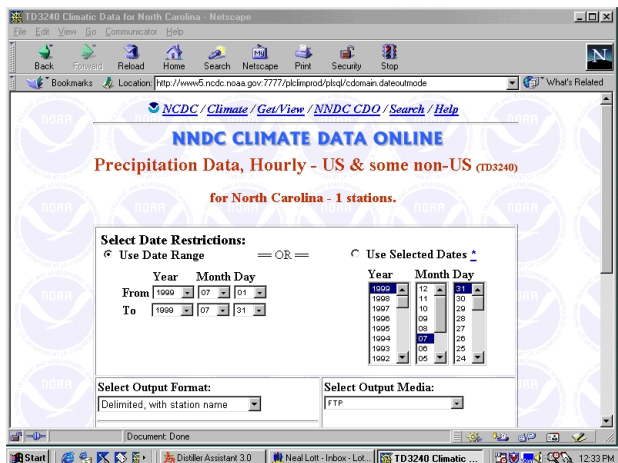 TD3240 Climatic Data for North Carolina - Netscape
File Edit View Go Communicator Help
Back Forward Reload Home Search Netscape Print Security Stop
N
Bookmarks Location: http://www5.ncdc.noaa.gov:7777/plclimprod/plsql/cdomain.dateoutmode What's Related
NCDC / Climate / Get/View / NNDC CDO / Search / Help
NNDC CLIMATE DATA ONLINE
Precipitation Data, Hourly - US & some non-US (TD3240)
for North Carolina - 1 stations.
Select Date Restrictions:
Use Date Range == OR == Use Selected Dates *
Year Month Day
From 1999 07 01
To 1999 07 31
Year Month Day
1999 12 31
1998 11 30
1997 10 29
1996 09 28
1995 08 27
1994 07 26
1993 06 25
1992 05 24
Select Output Format:
Delimited, with station name
Select Output Media:
FTP
Document: Done
Start Distiller Assistant 3.0 Neal Lott - Inbox - Lot... TD3240 Climatic ... 12:33 PM